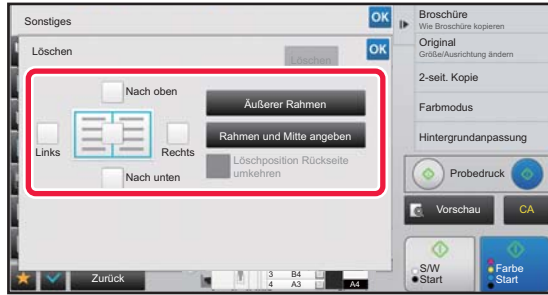 Sonstiges
OK
Löschen
Löschen
OK
Nach oben
Links
Rechts
Nach unten
Äußerer Rahmen
Rahmen und Mitte angeben
Löschposition Rückseite
umkehren
Zurück
3 B4
4 A3
A4
Broschüre
Wie Broschüre kopieren
Original
Größe/Ausrichtung ändern
2-seit. Kopie
Farbmodus
Hintergrundanpassung
Probedruck
Vorschau
CA
S/W
Start
Farbe
Start